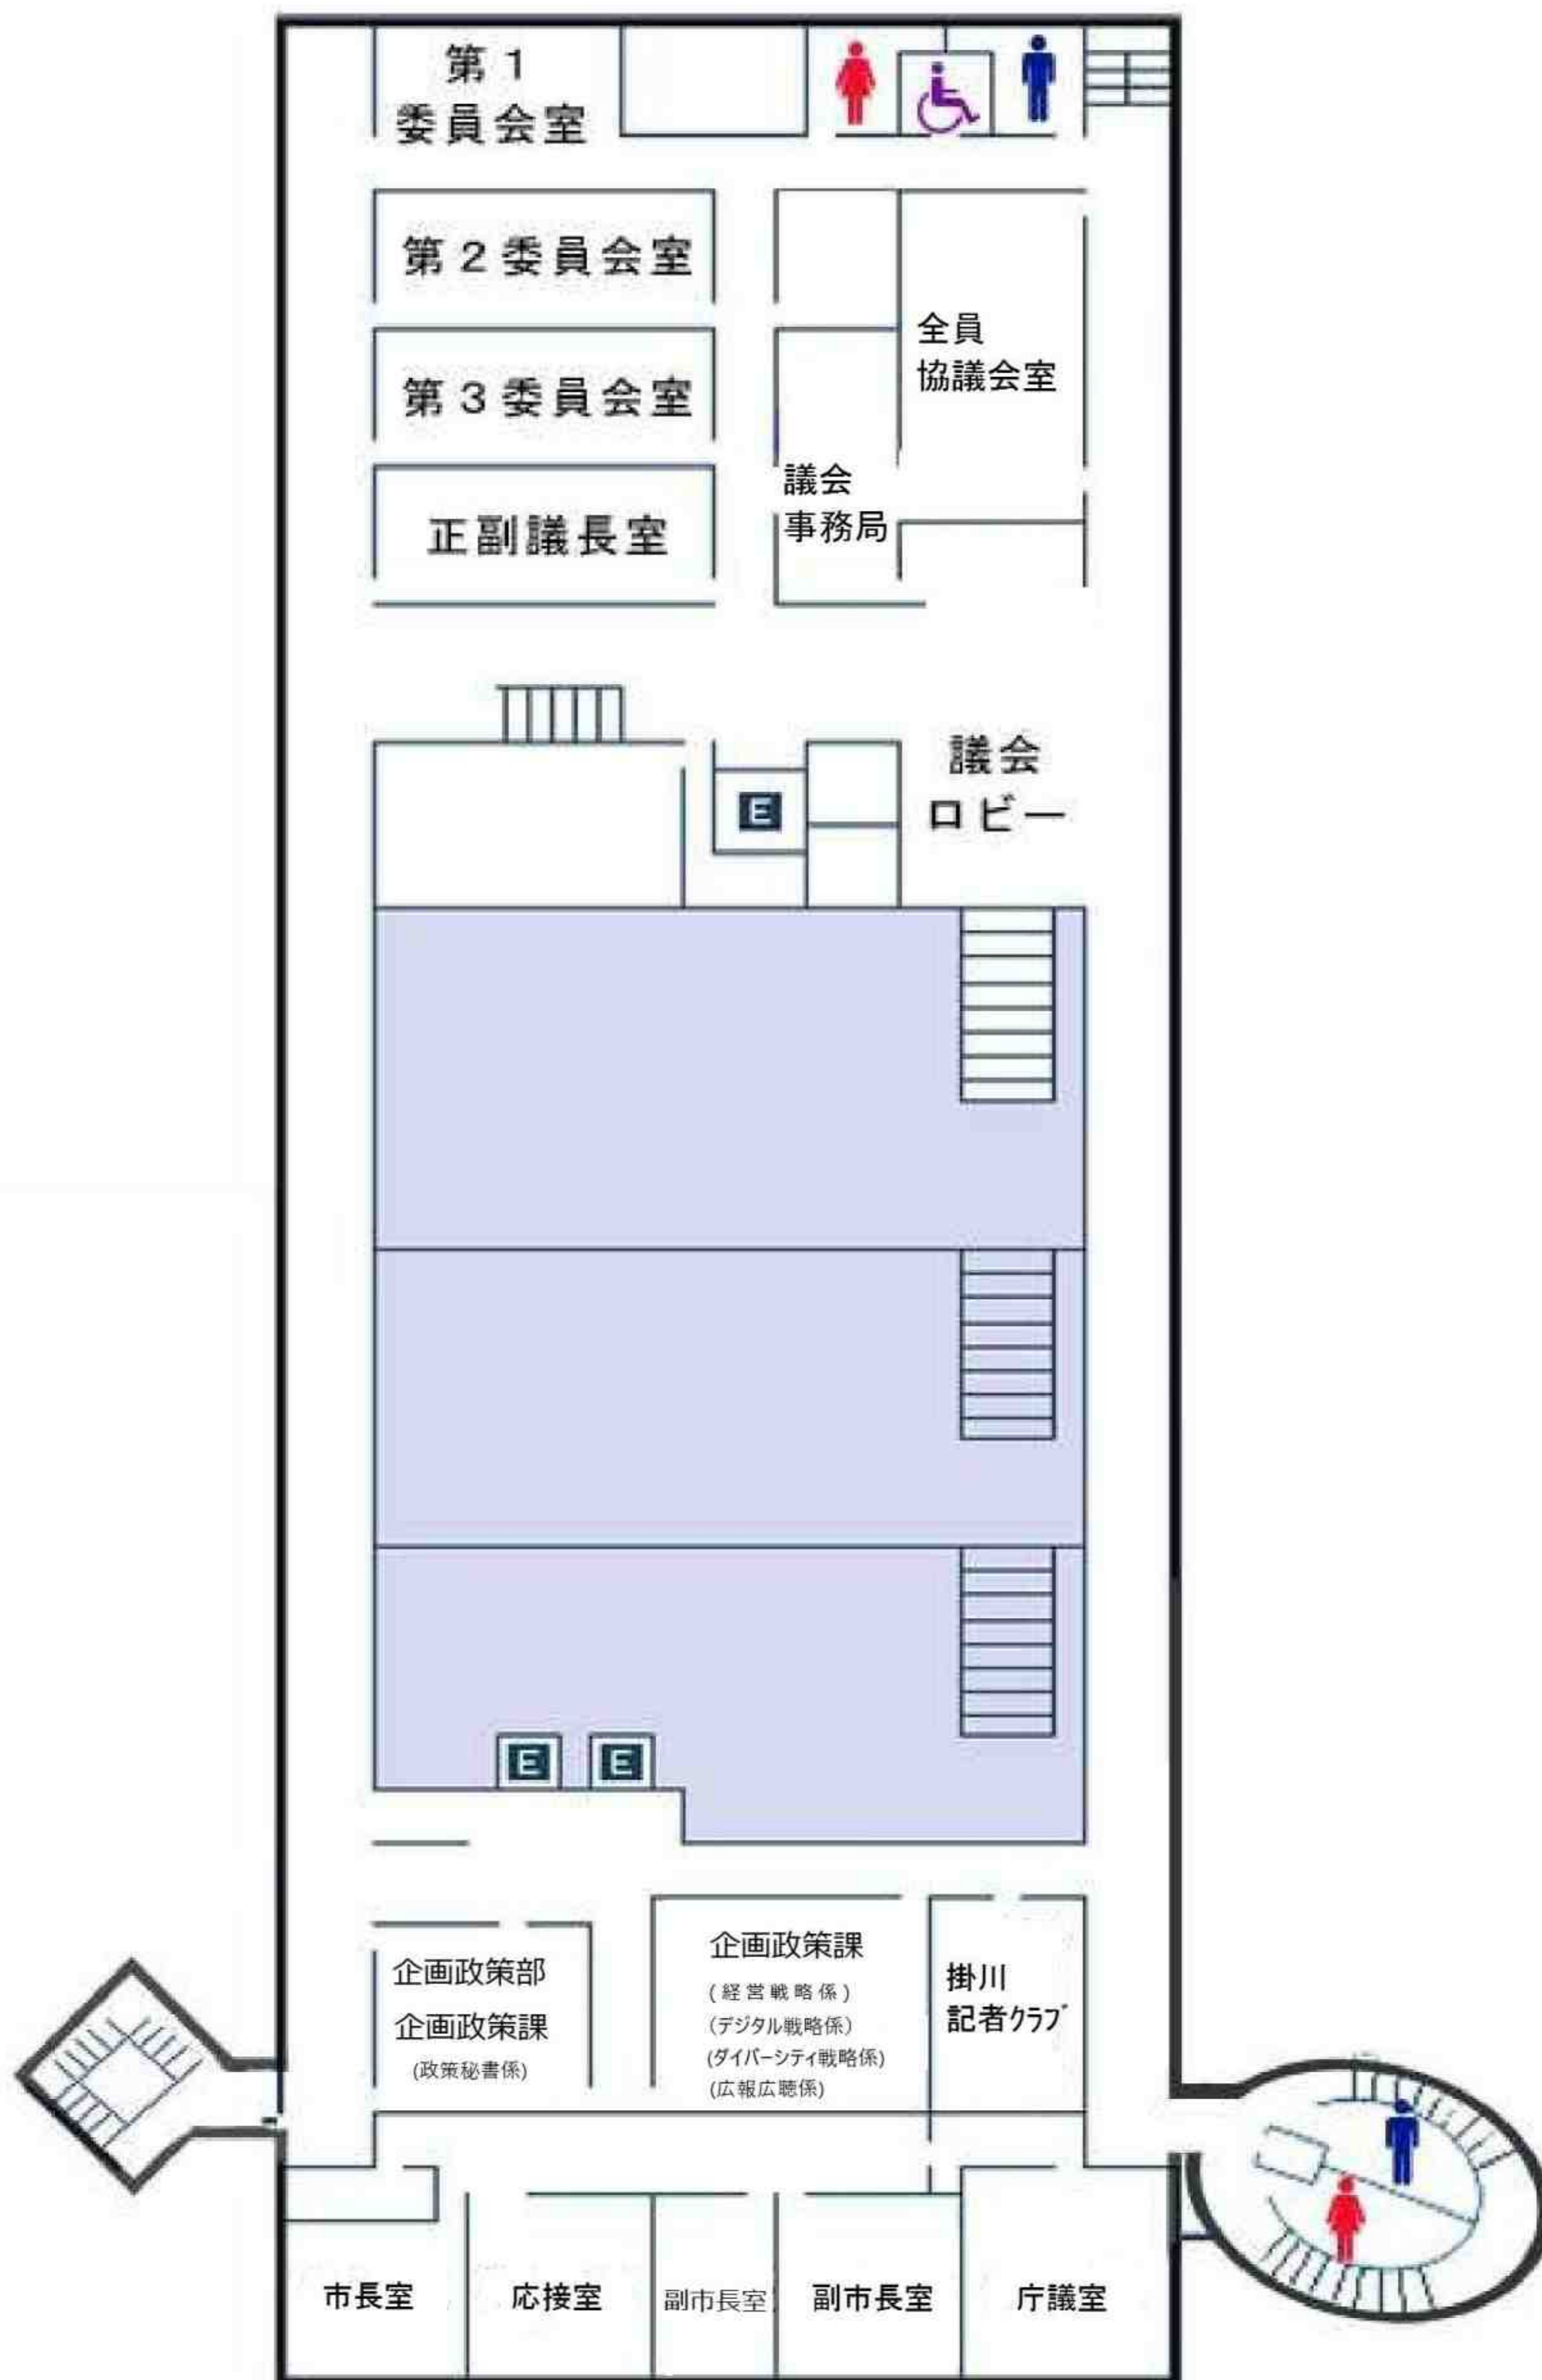 第１
委員会室
第２委員会室
第３委員会室
正副議長室
全員
協議会室
議会
事務局
議会
ロビー
E
E
E
企画政策部
企画政策課
(政策秘書係)
企画政策課
(経営戦略係)
(デジタル戦略係)
(ダイバーシティ戦略係)
(広報広聴係)
掛川
記者ｸﾗﾌﾞ
市長室
応接室
副市長室
副市長室
庁議室